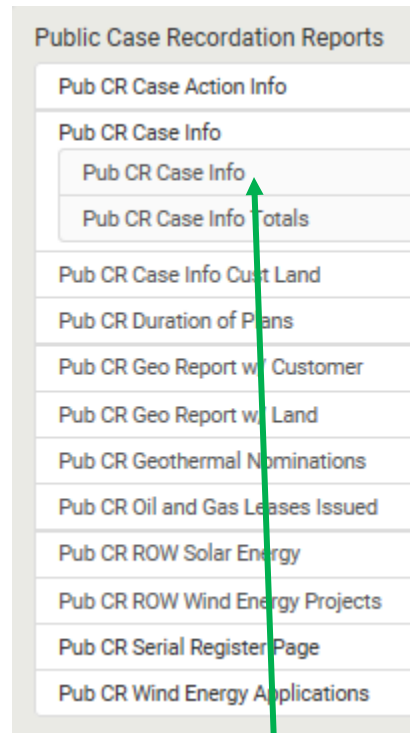 Public Case Recordation Reports
Pub CR Case Action Info
Pub CR Case Info
Pub CR Case Info
Pub CR Case Info Totals
Pub CR Case Info Cust Land
Pub CR Duration of Plans
Pub CR Geo Report w/ Customer
Pub CR Geo Report w/ Land
Pub CR Geothermal Nominations
Pub CR Oil and Gas Leases Issued
Pub CR ROW Solar Energy
Pub CR ROW Wind Energy Projects
Pub CR Serial Register Page
Pub CR Wind Energy Applications